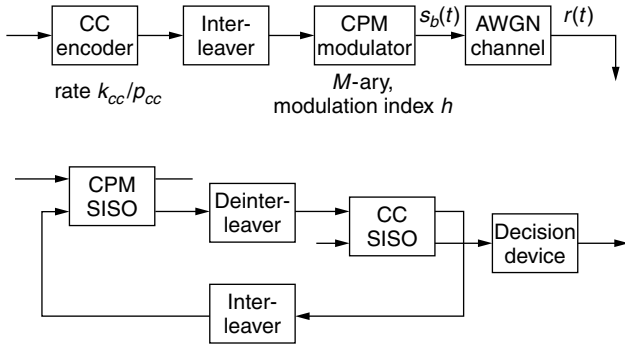 CC
encoder
Inter-
leaver
CPM
modulator
s_b(t)
AWGN
channel
r(t)
rate k_cc/p_cc
M-ary,
modulation index h
CPM
SISO
Deinter-
leaver
CC
SISO
Decision
device
Inter-
leaver